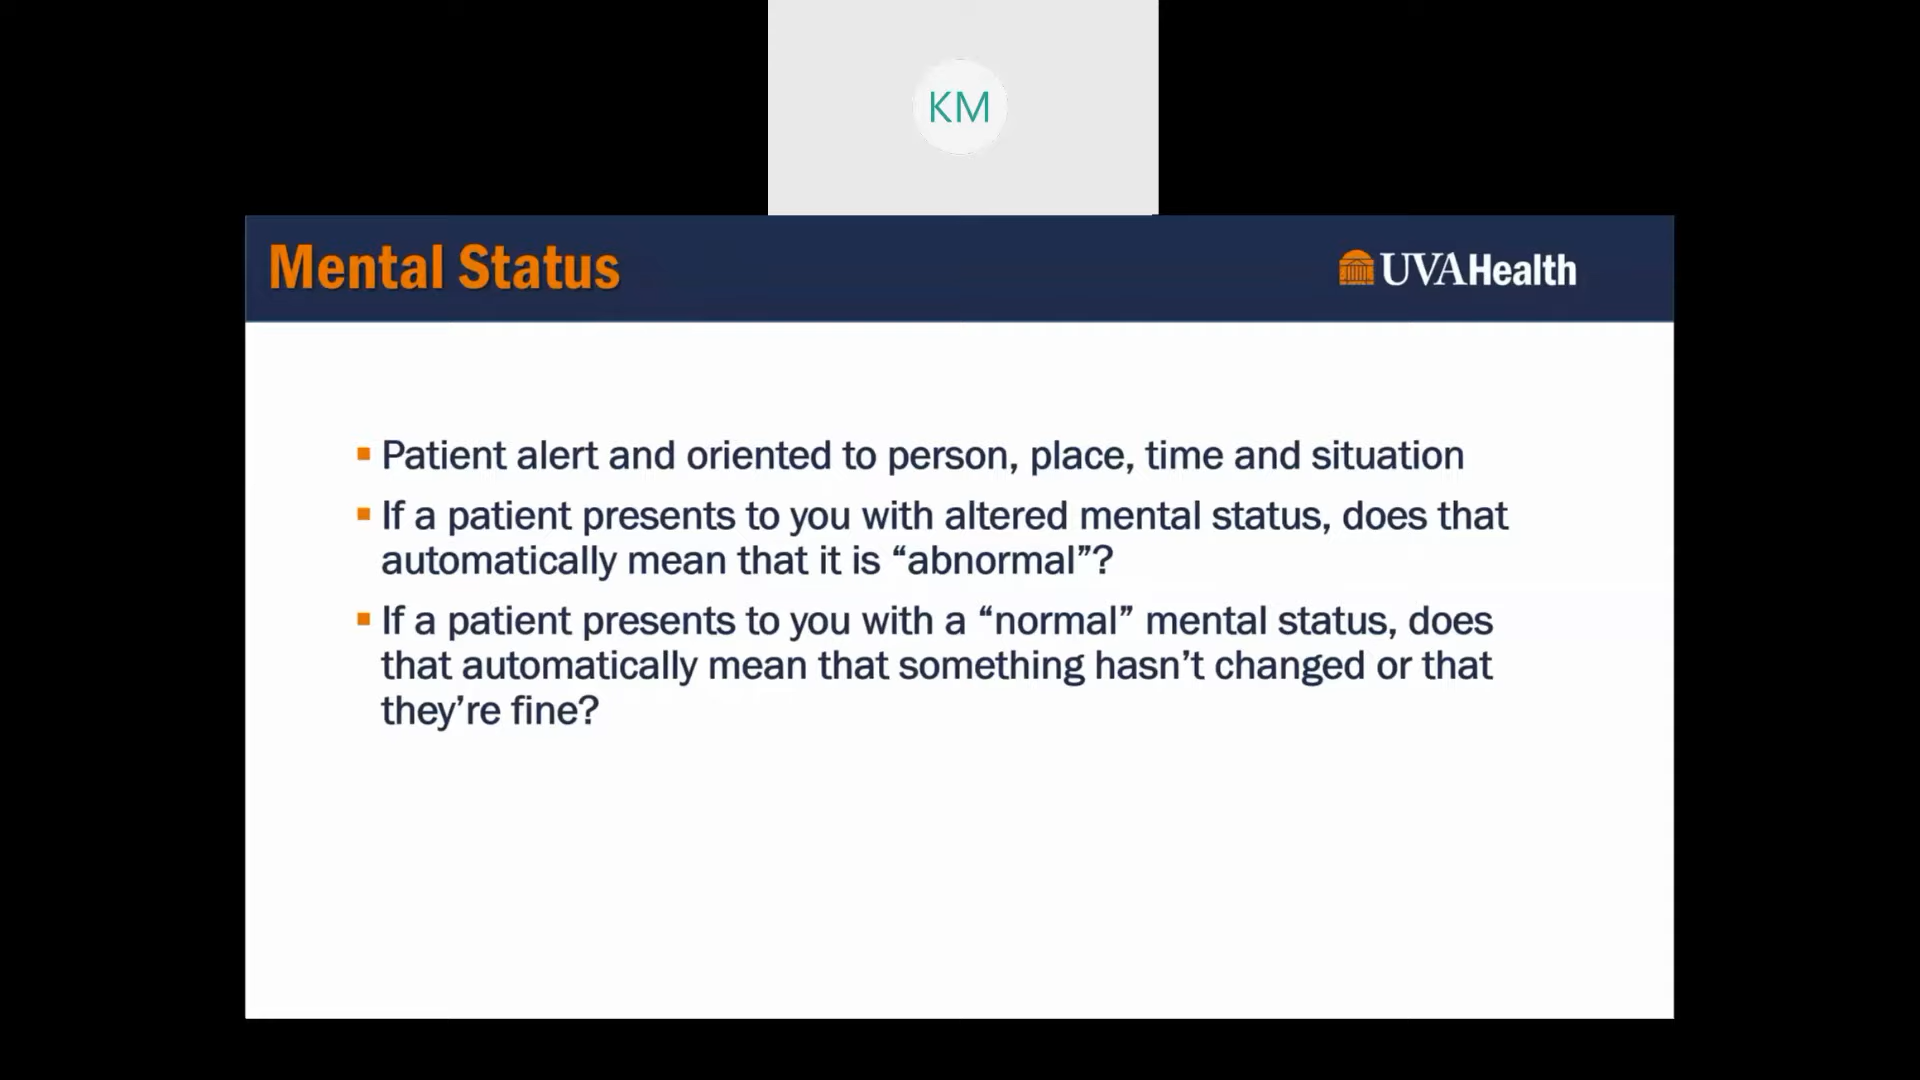 KM
Mental Status
UVAHealth
Patient alert and oriented to person, place, time and situation
If a patient presents to you with altered mental status, does that
automatically mean that it is “abnormal”?
If a patient presents to you with a “normal” mental status, does
that automatically mean that something hasn’t changed or that
they’re fine?